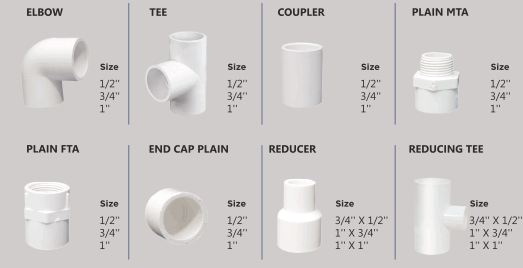 ELBOW
Size
1/2"
3/4"
1"
TEE
Size
1/2"
3/4"
1"
COUPLER
Size
1/2"
3/4"
1"
PLAIN MTA
Size
1/2"
3/4"
1"
PLAIN FTA
Size
1/2"
3/4"
1"
END CAP PLAIN
Size
1/2"
3/4"
1"
REDUCER
Size
3/4" X 1/2"
1" X 3/4"
1" X 1"
REDUCING TEE
Size
3/4" X 1/2"
1" X 3/4"
1" X 1"